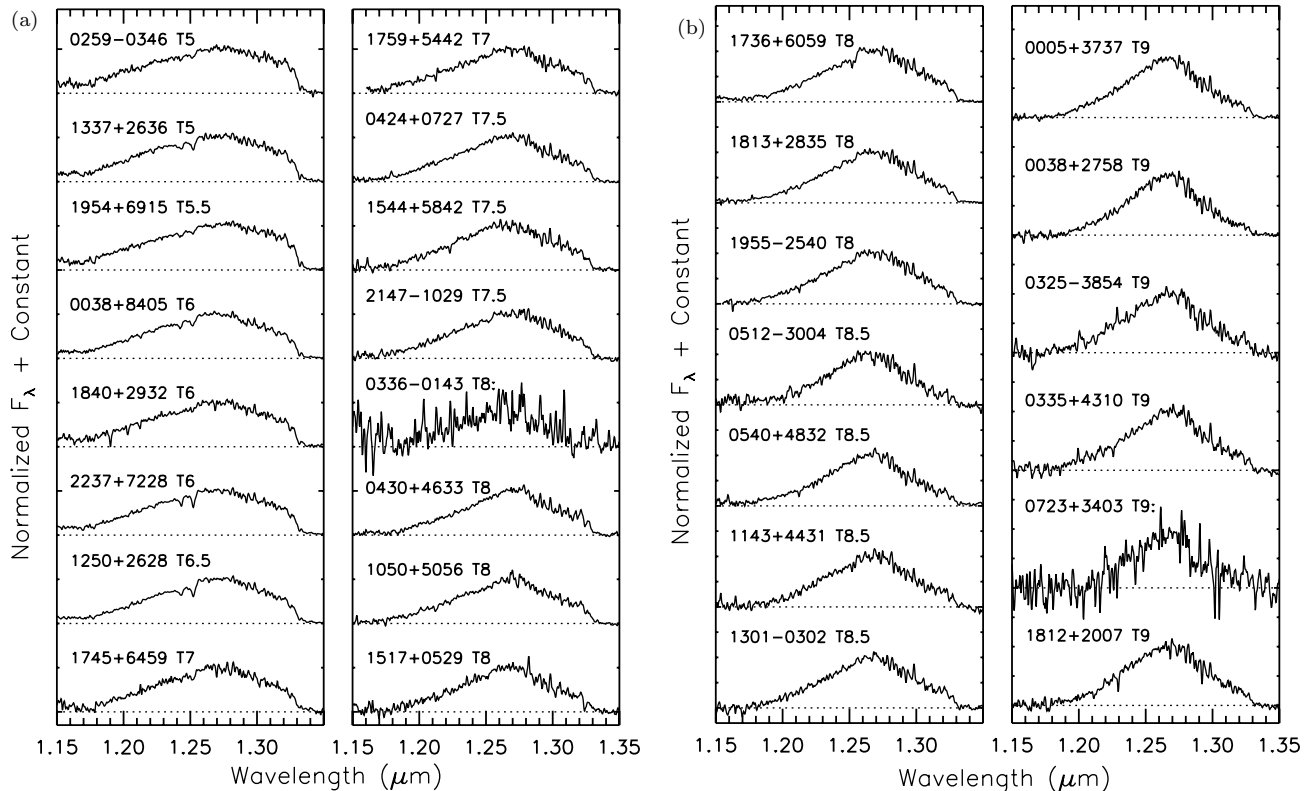 (a)
0259−0346 T5
1337+2636 T5
1954+6915 T5.5
0038+8405 T6
1840+2932 T6
2237+7228 T6
1250+2628 T6.5
1745+6459 T7
1759+5442 T7
0424+0727 T7.5
1544+5842 T7.5
2147−1029 T7.5
0336−0143 T8:
0430+4633 T8
1050+5056 T8
1517+0529 T8
Normalized Fλ + Constant
1.15 1.20 1.25 1.30 1.15 1.20 1.25 1.30 1.35
Wavelength (μm)
(b)
1736+6059 T8
1813+2835 T8
1955−2540 T8
0512−3004 T8.5
0540+4832 T8.5
1143+4431 T8.5
1301−0302 T8.5
0005+3737 T9
0038+2758 T9
0325−3854 T9
0335+4310 T9
0723+3403 T9:
1812+2007 T9
Normalized Fλ + Constant
1.15 1.20 1.25 1.30 1.15 1.20 1.25 1.30 1.35
Wavelength (μm)